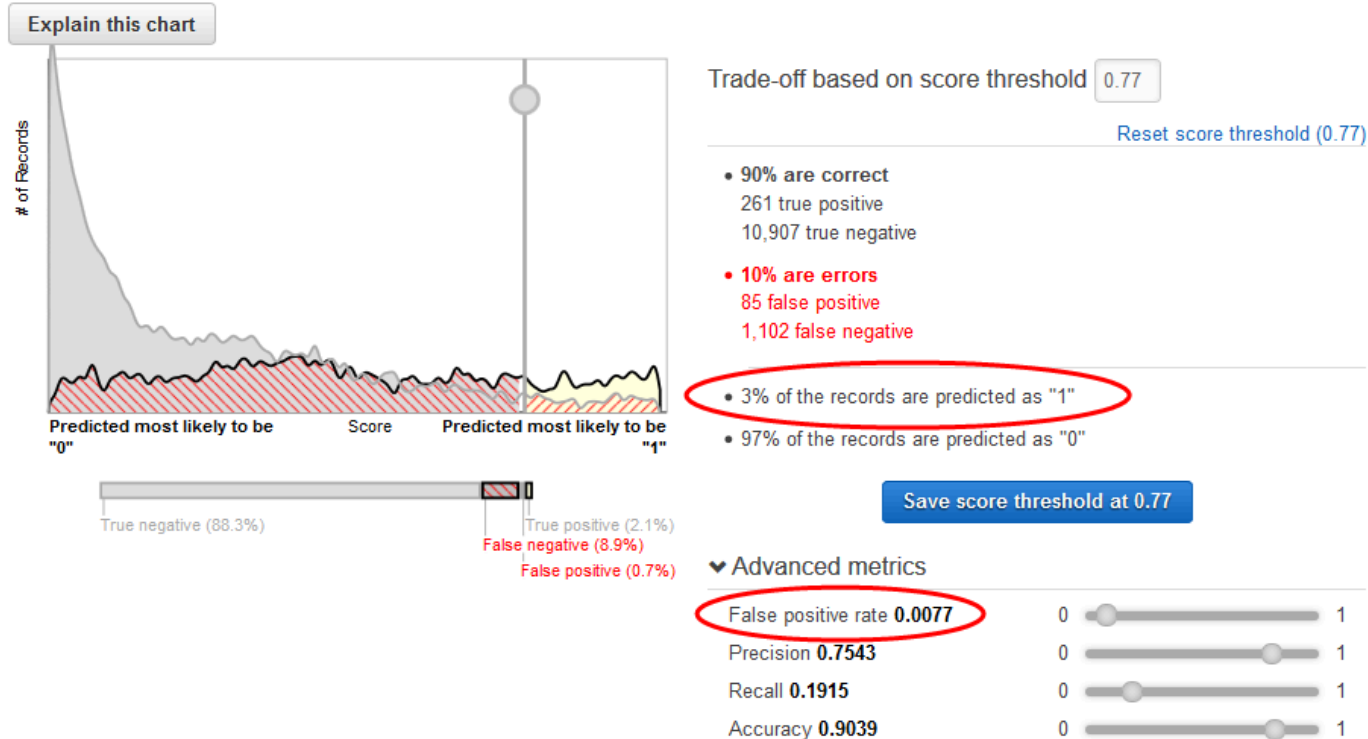 Explain this chart
# of Records
Predicted most likely to be "0"
Score
Predicted most likely to be "1"
True negative (88.3%)
True positive (2.1%)
False negative (8.9%)
False positive (0.7%)
Trade-off based on score threshold 0.77
Reset score threshold (0.77)
• 90% are correct
261 true positive
10,907 true negative
• 10% are errors
85 false positive
1,102 false negative
• 3% of the records are predicted as "1"
• 97% of the records are predicted as "0"
Save score threshold at 0.77
Advanced metrics
False positive rate 0.0077 0 1
Precision 0.7543 0 1
Recall 0.1915 0 1
Accuracy 0.9039 0 1